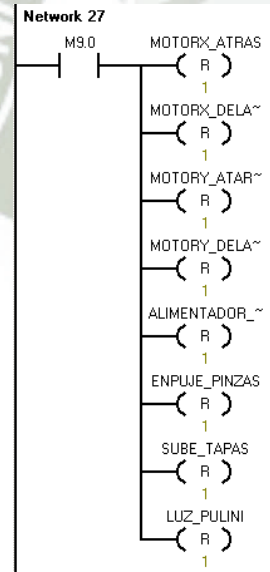 Network 27
M9.0 MOTORX_ATRAS
R
1
MOTORX_DELA~
R
1
MOTORY_ATAR~
R
1
MOTORY_DELA~
R
1
ALIMENTADOR_~
R
1
ENPUJE_PINZAS
R
1
SUBE_TAPAS
R
1
LUZ_PULINI
R
1